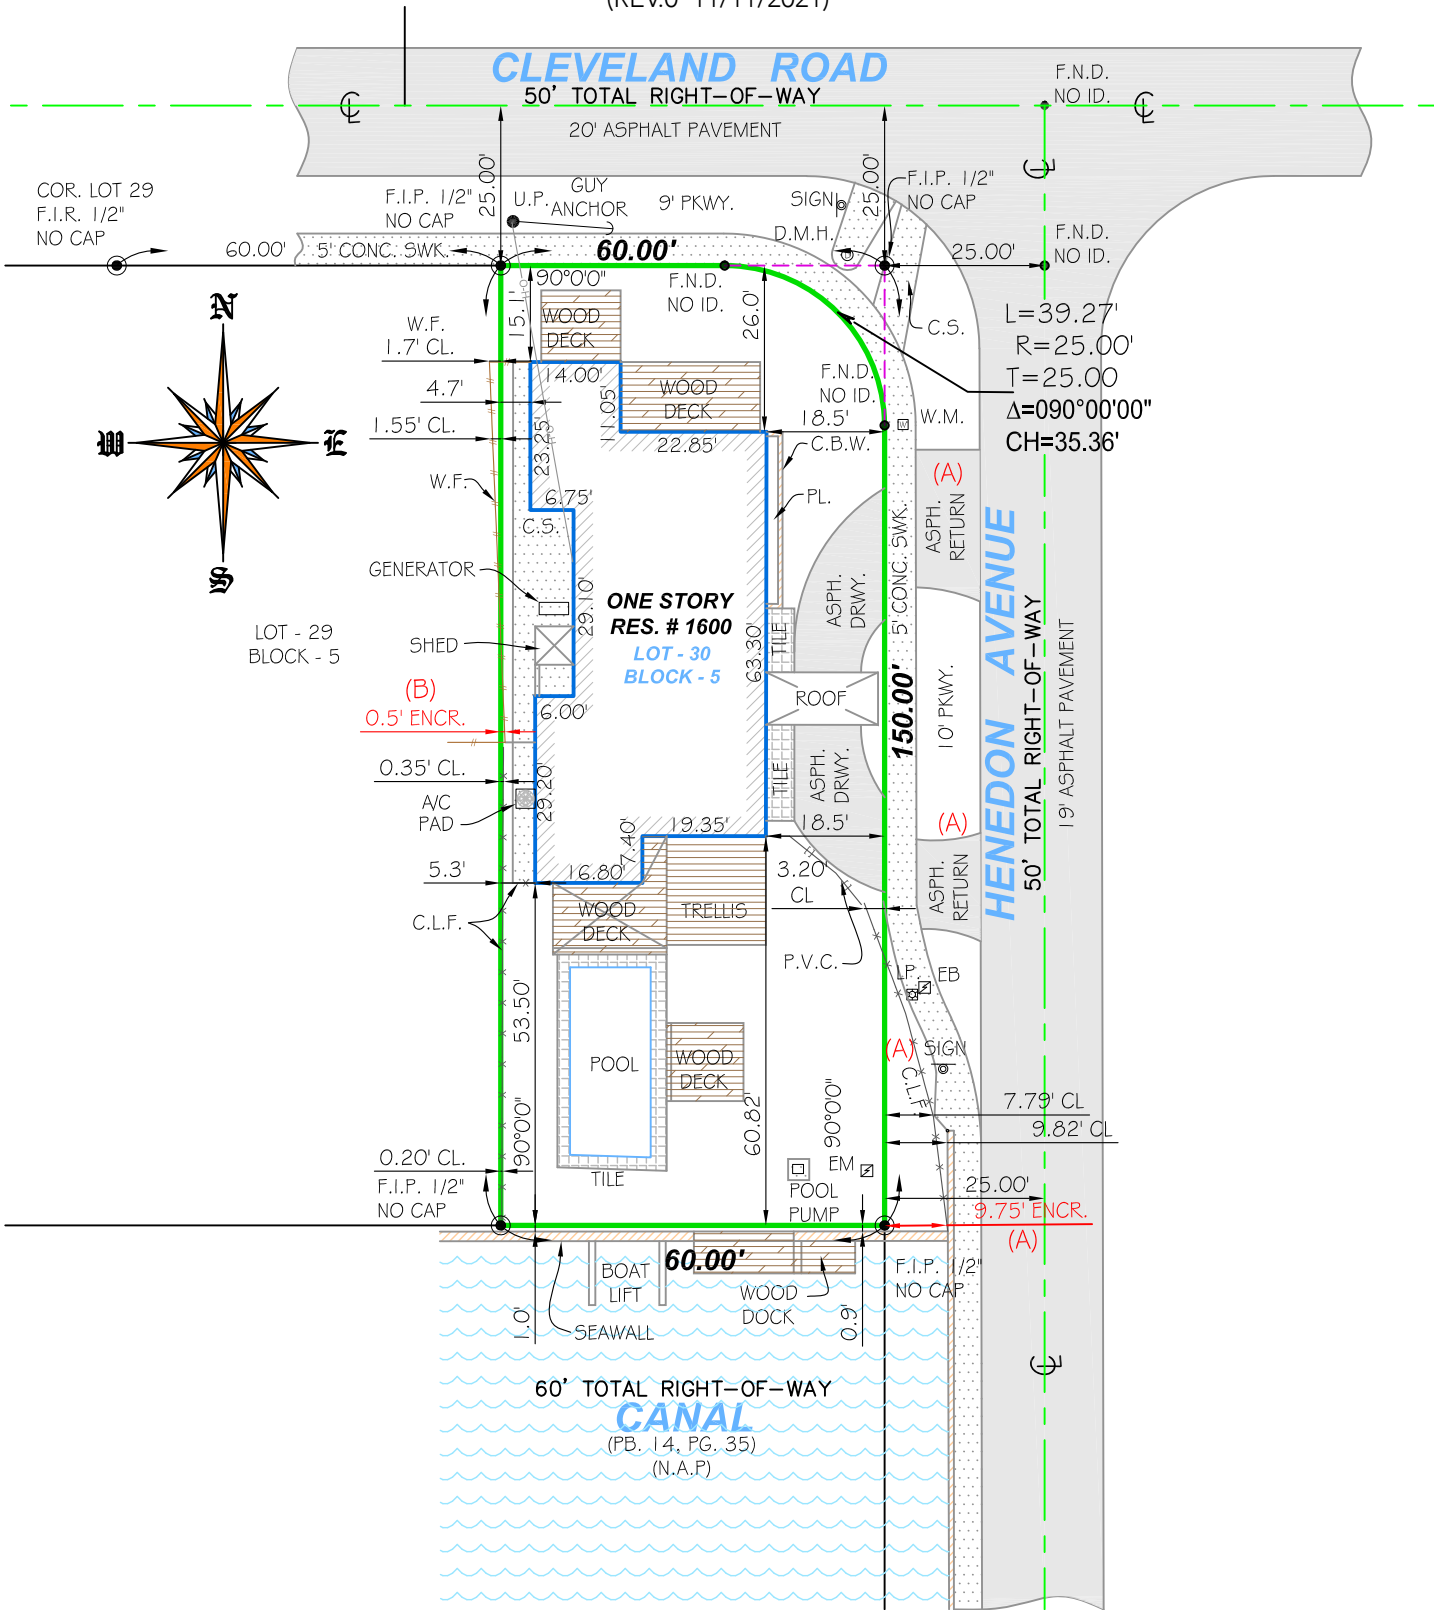 CLEVELAND ROAD
50' TOTAL RIGHT-OF-WAY
20' ASPHALT PAVEMENT
F.N.D.
NO ID.
COR. LOT 29
F.I.R. 1/2"
NO CAP
60.00'
5' CONC. SWK.
F.I.P. 1/2"
NO CAP
25.00'
U.P.
GUY
ANCHOR
9' PKWY.
SIGN
D.M.H.
25.00'
F.I.P. 1/2"
NO CAP
25.00'
F.N.D.
NO ID.
60.00'
90°0'0"
F.N.D.
NO ID.
15.1'
WOOD
DECK
26.0'
C.S.
L=39.27'
R=25.00'
T=25.00
Δ=090°00'00"
CH=35.36'
N
W
E
S
W.F.
1.7' CL.
4.7'
1.55' CL.
W.F.
14.00'
11.05'
WOOD
DECK
22.85'
F.N.D.
NO ID.
18.5'
W.M.
C.B.W.
PL.
23.25'
6.75'
C.S.
GENERATOR
SHED
29.10'
ONE STORY
RES. # 1600
LOT - 30
BLOCK - 5
LOT - 29
BLOCK - 5
63.30'
TILE
ASPH.
DRWY.
ROOF
5' CONC. SWK.
150.00'
(A)
ASPH.
RETURN
10' PKWY.
HENEDON AVENUE
50' TOTAL RIGHT-OF-WAY
19' ASPHALT PAVEMENT
(B)
0.5' ENCR.
6.00'
0.35' CL.
A/C
PAD
29.20'
TILE
ASPH.
DRWY.
(A)
5.3'
16.80'
7.40'
19.35'
18.5'
3.20'
CL
ASPH.
RETURN
C.L.F.
WOOD
DECK
TRELLIS
P.V.C.
LP.
EB
53.50'
POOL
WOOD
DECK
60.82'
(A)
SIGN
C.L.F.
7.79' CL
9.82' CL
90°0'0"
90°0'0"
0.20' CL.
F.I.P. 1/2"
NO CAP
TILE
EM
POOL
PUMP
25.00'
9.75' ENCR.
(A)
60.00'
F.I.P. 1/2"
NO CAP
BOAT
LIFT
WOOD
DOCK
1.0'
0.9'
SEAWALL
60' TOTAL RIGHT-OF-WAY
CANAL
(PB. 14, PG. 35)
(N.A.P)